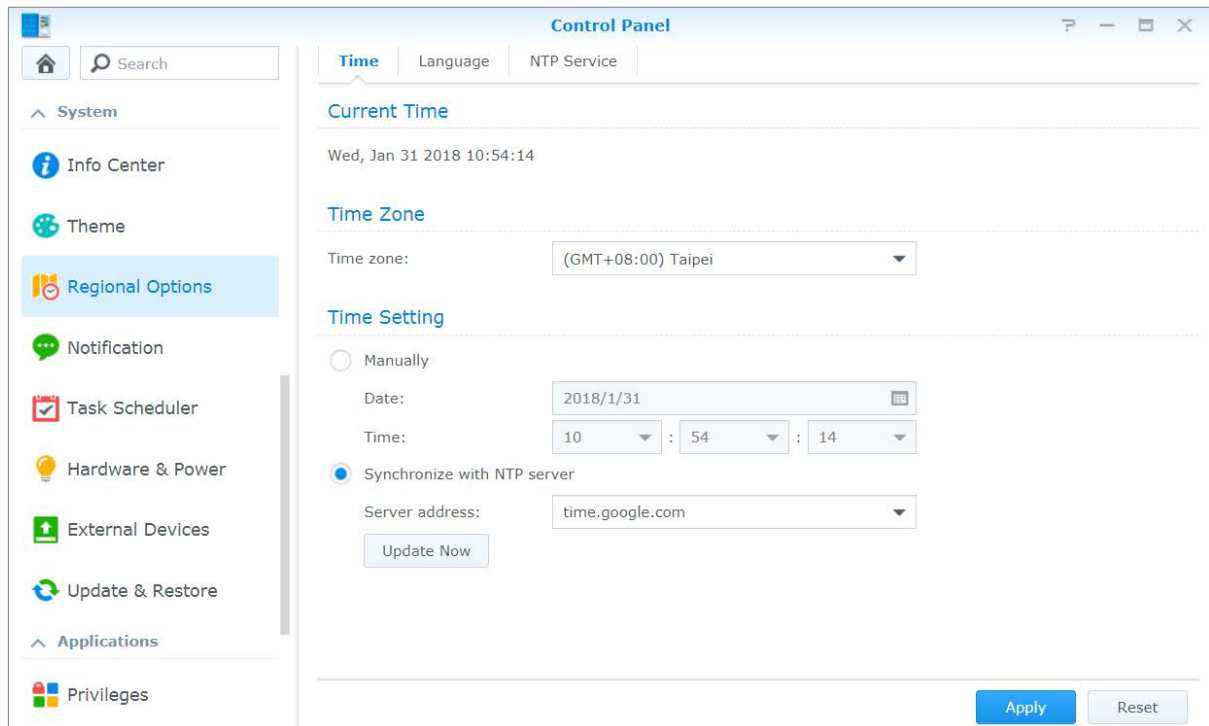 Control Panel
Search
System
Info Center
Theme
Regional Options
Notification
Task Scheduler
Hardware & Power
External Devices
Update & Restore
Applications
Privileges
Time Language NTP Service
Current Time
Wed, Jan 31 2018 10:54:14
Time Zone
Time zone: (GMT+08:00) Taipei
Time Setting
Manually
Date: 2018/1/31
Time: 10 : 54 : 14
Synchronize with NTP server
Server address: time.google.com
Update Now
Apply Reset